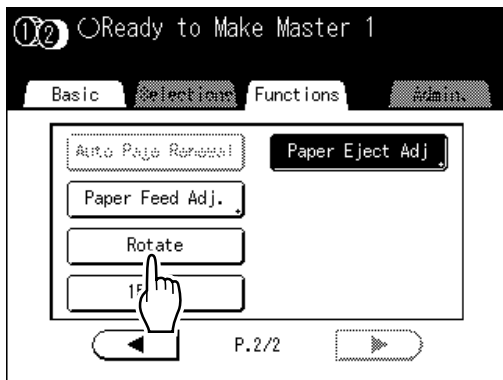 ①② Ready to Make Master 1
Basic Selections Functions Admin.
Auto Page Renewal Paper Eject Adj
Paper Feed Adj.
Rotate
P.2/2